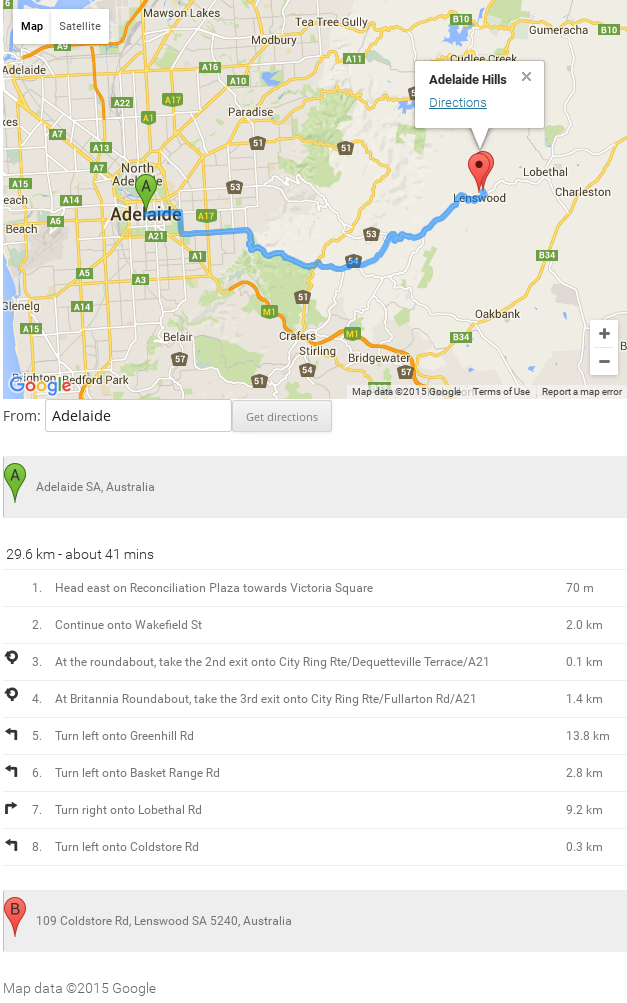 Map
Satellite
Mawson Lakes
Tea Tree Gully
B10
Gumeracha
B10
Modbury
A9
Adelaide
A16
A10
Cudlee Creek
Adelaide Hills
Directions
A17
A22
A1
Paradise
A7
51
51
A13
A7
North
Adelaide
A
A15
53
Lenswood
Lobethal
Charleston
Adelaide
A17
A6
Beach
A21
53
A1
54
B34
A5
A3
51
Glenelg
A14
M1
Oakbank
A15
Belair
Crafers
M1
B34
Stirling
57
Bridgewater
54
57
51
Google
Bedford Park
Map data ©2015 Google
Terms of Use
Report a map error
From: Adelaide Get directions
A Adelaide SA, Australia
29.6 km - about 41 mins
1. Head east on Reconciliation Plaza towards Victoria Square 70 m
2. Continue onto Wakefield St 2.0 km
3. At the roundabout, take the 2nd exit onto City Ring Rte/Dequetteville Terrace/A21 0.1 km
4. At Britannia Roundabout, take the 3rd exit onto City Ring Rte/Fullarton Rd/A21 1.4 km
5. Turn left onto Greenhill Rd 13.8 km
6. Turn left onto Basket Range Rd 2.8 km
7. Turn right onto Lobethal Rd 9.2 km
8. Turn left onto Coldstore Rd 0.3 km
B 109 Coldstore Rd, Lenswood SA 5240, Australia
Map data ©2015 Google